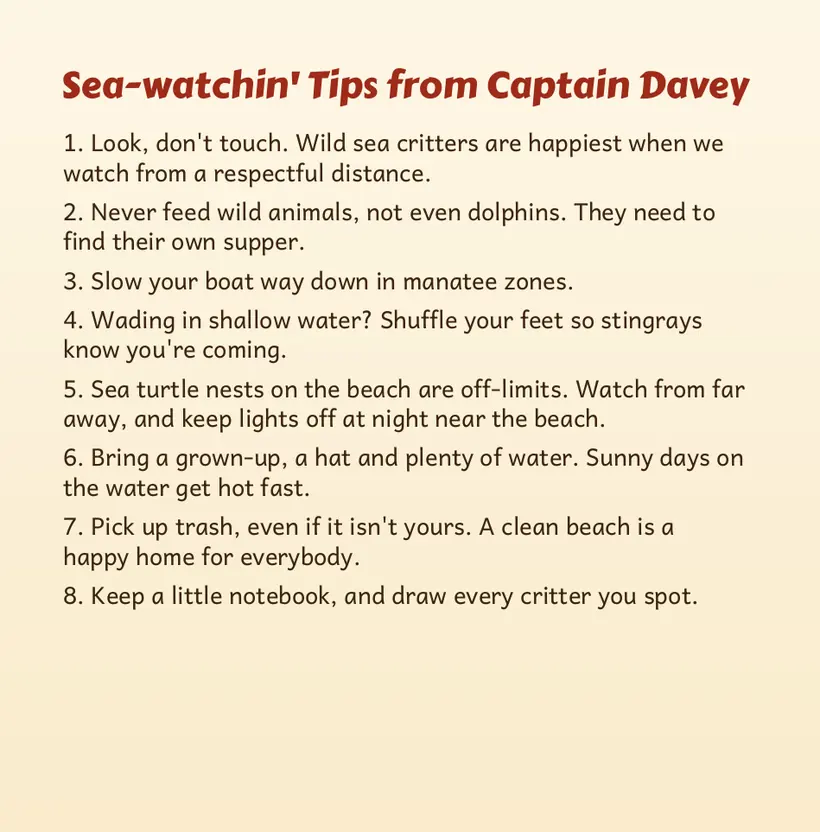 Sea-watchin' Tips from Captain Davey
1. Look, don't touch. Wild sea critters are happiest when we
watch from a respectful distance.
2. Never feed wild animals, not even dolphins. They need to
find their own supper.
3. Slow your boat way down in manatee zones.
4. Wading in shallow water? Shuffle your feet so stingrays
know you're coming.
5. Sea turtle nests on the beach are off-limits. Watch from far
away, and keep lights off at night near the beach.
6. Bring a grown-up, a hat and plenty of water. Sunny days on
the water get hot fast.
7. Pick up trash, even if it isn't yours. A clean beach is a
happy home for everybody.
8. Keep a little notebook, and draw every critter you spot.